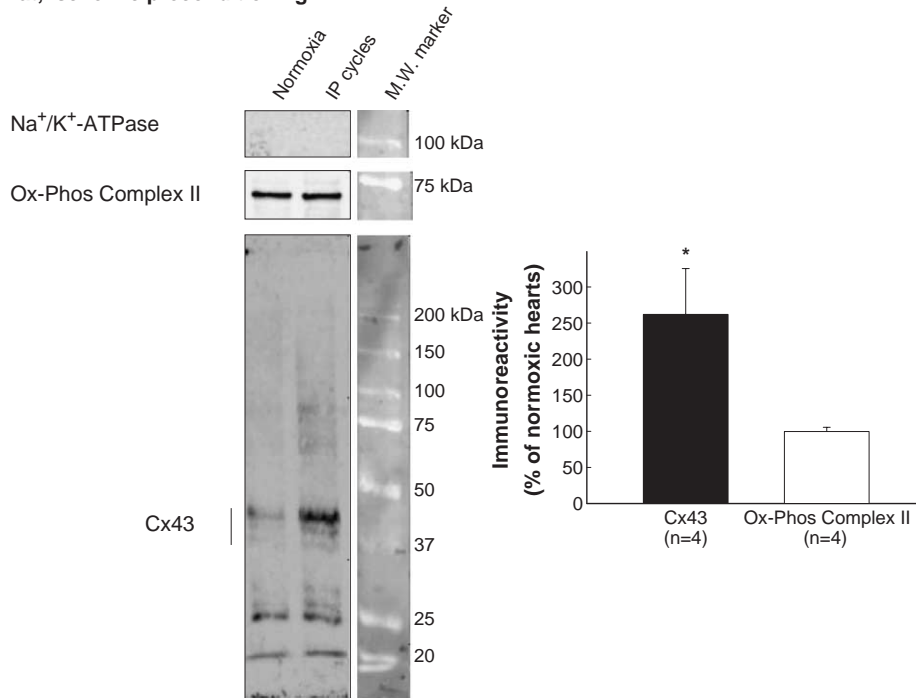 Normoxia
IP cycles
M.W. marker
Na+/K+-ATPase
100 kDa
Ox-Phos Complex II
75 kDa
200 kDa
150
100
75
50
Cx43
37
25
20
Immunoreactivity
(% of normoxic hearts)
*
300
250
200
150
100
50
0
Cx43
(n=4)
Ox-Phos Complex II
(n=4)